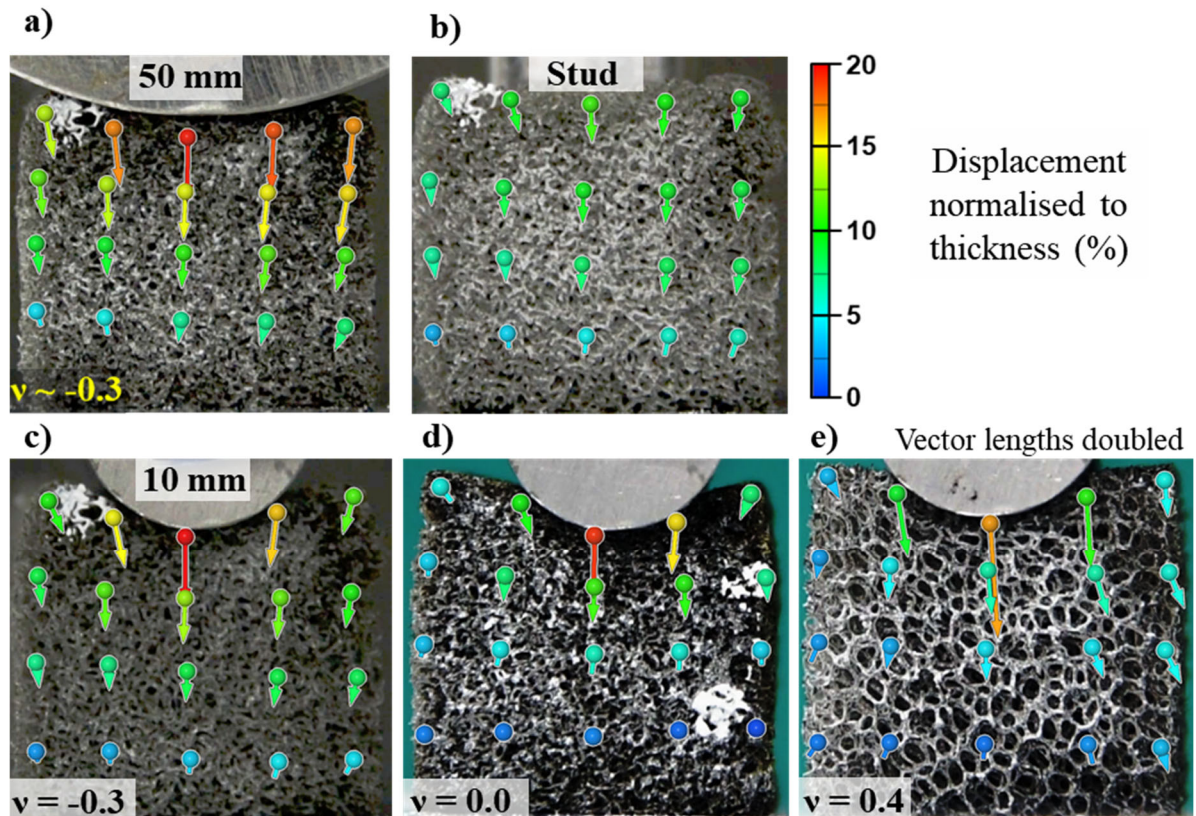 a)
50 mm
ν ~ -0.3
b)
Stud
20
15
10
5
0
Displacement
normalised to
thickness (%)
c)
10 mm
ν = -0.3
d)
ν = 0.0
e)
Vector lengths doubled
ν = 0.4